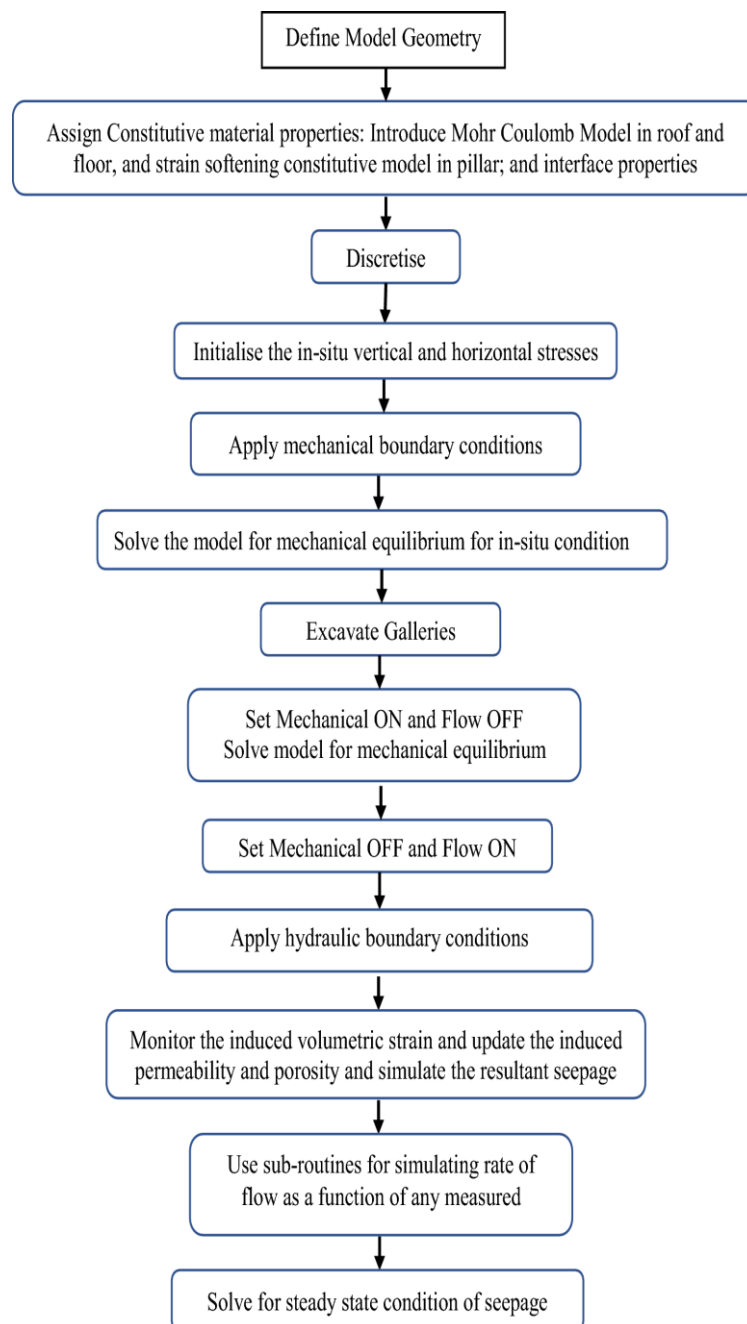 Define Model Geometry
Assign Constitutive material properties: Introduce Mohr Coulomb Model in roof and
floor, and strain softening constitutive model in pillar; and interface properties
Discretise
Initialise the in-situ vertical and horizontal stresses
Apply mechanical boundary conditions
Solve the model for mechanical equilibrium for in-situ condition
Excavate Galleries
Set Mechanical ON and Flow OFF
Solve model for mechanical equilibrium
Set Mechanical OFF and Flow ON
Apply hydraulic boundary conditions
Monitor the induced volumetric strain and update the induced
permeability and porosity and simulate the resultant seepage
Use sub-routines for simulating rate of
flow as a function of any measured
Solve for steady state condition of seepage